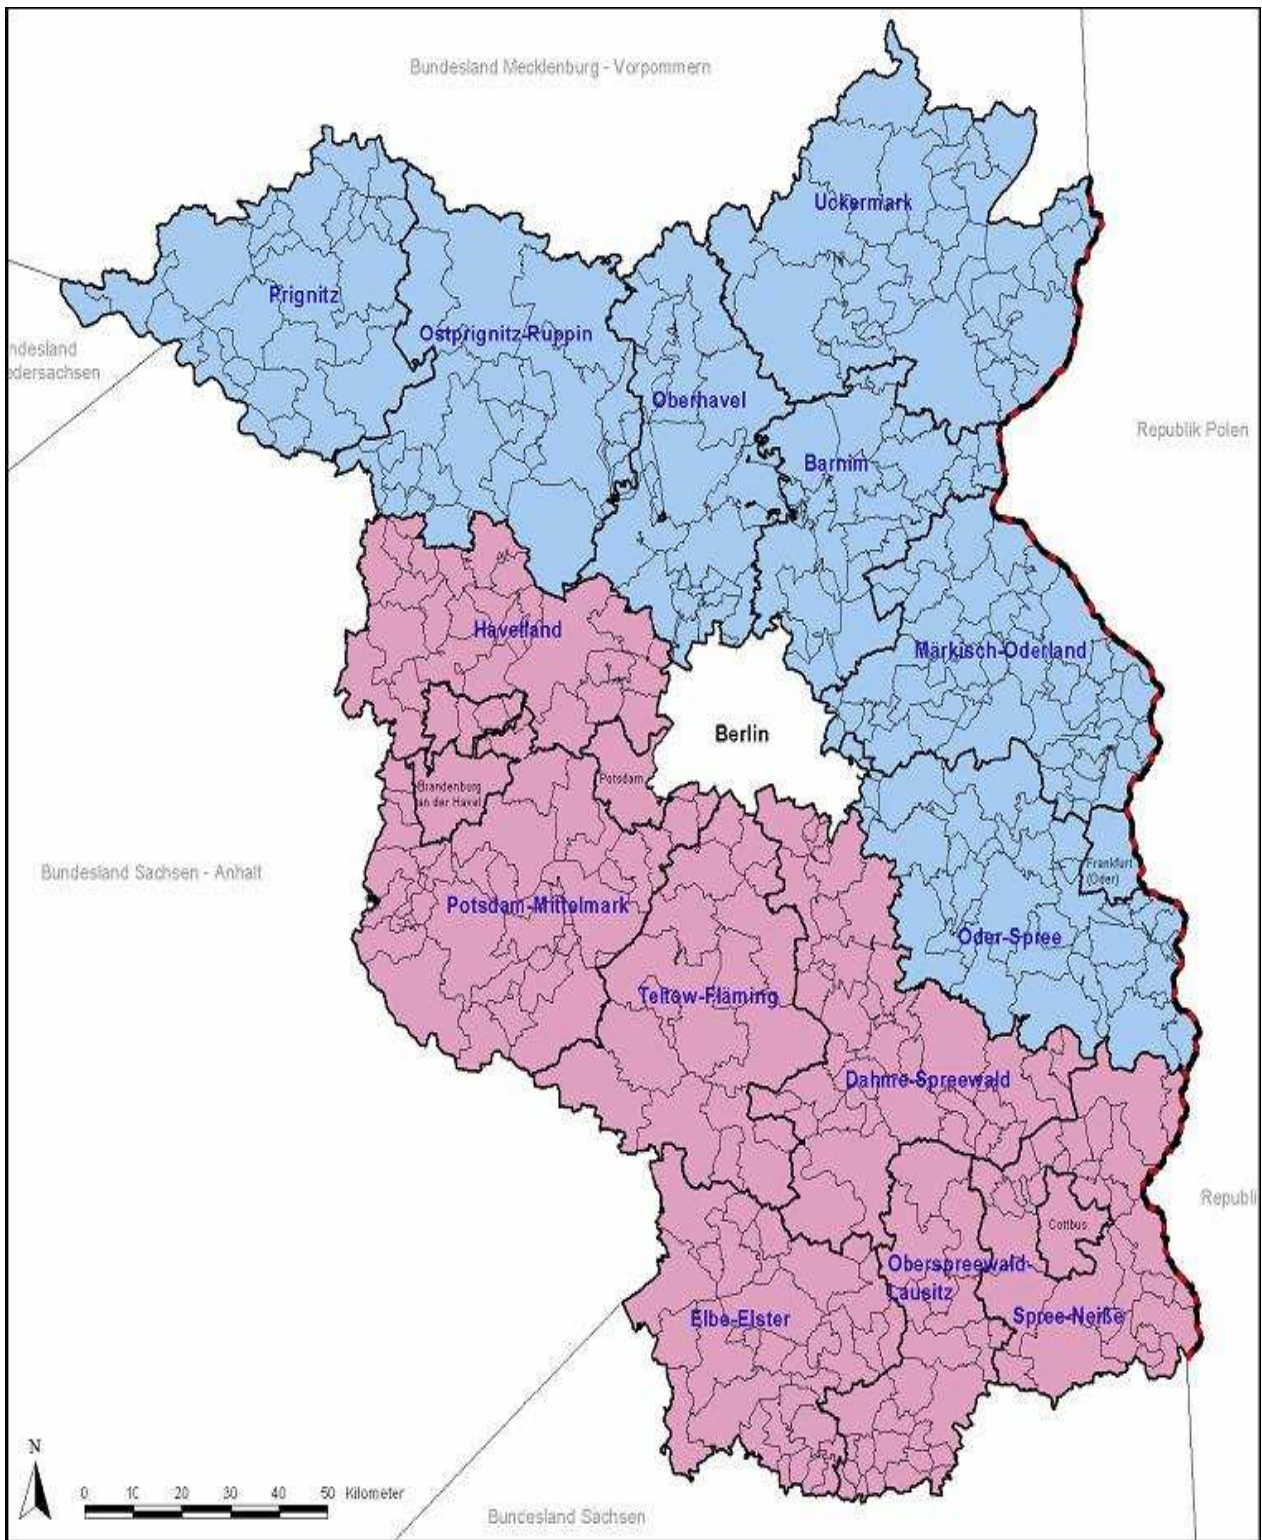 Bundesland Mecklenburg - Vorpommern
Uckermark
Prignitz
Ostprignitz-Ruppin
ndesland
edersachsen
Oberhavel
Republik Polen
Barnim
Havelland
Märkisch-Oderland
Berlin
Potsdam
Brandenburg
an der Havel
Frankfurt
(Oder)
Bundesland Sachsen - Anhalt
Potsdam-Mittelmark
Oder-Spree
Teltow-Fläming
Dahme-Spreewald
Republi
Cottbus
Oberspreewald-
Lausitz
Elbe-Elster
Spree-Neiße
N
0 10 20 30 40 50 Kilometer
Bundesland Sachsen